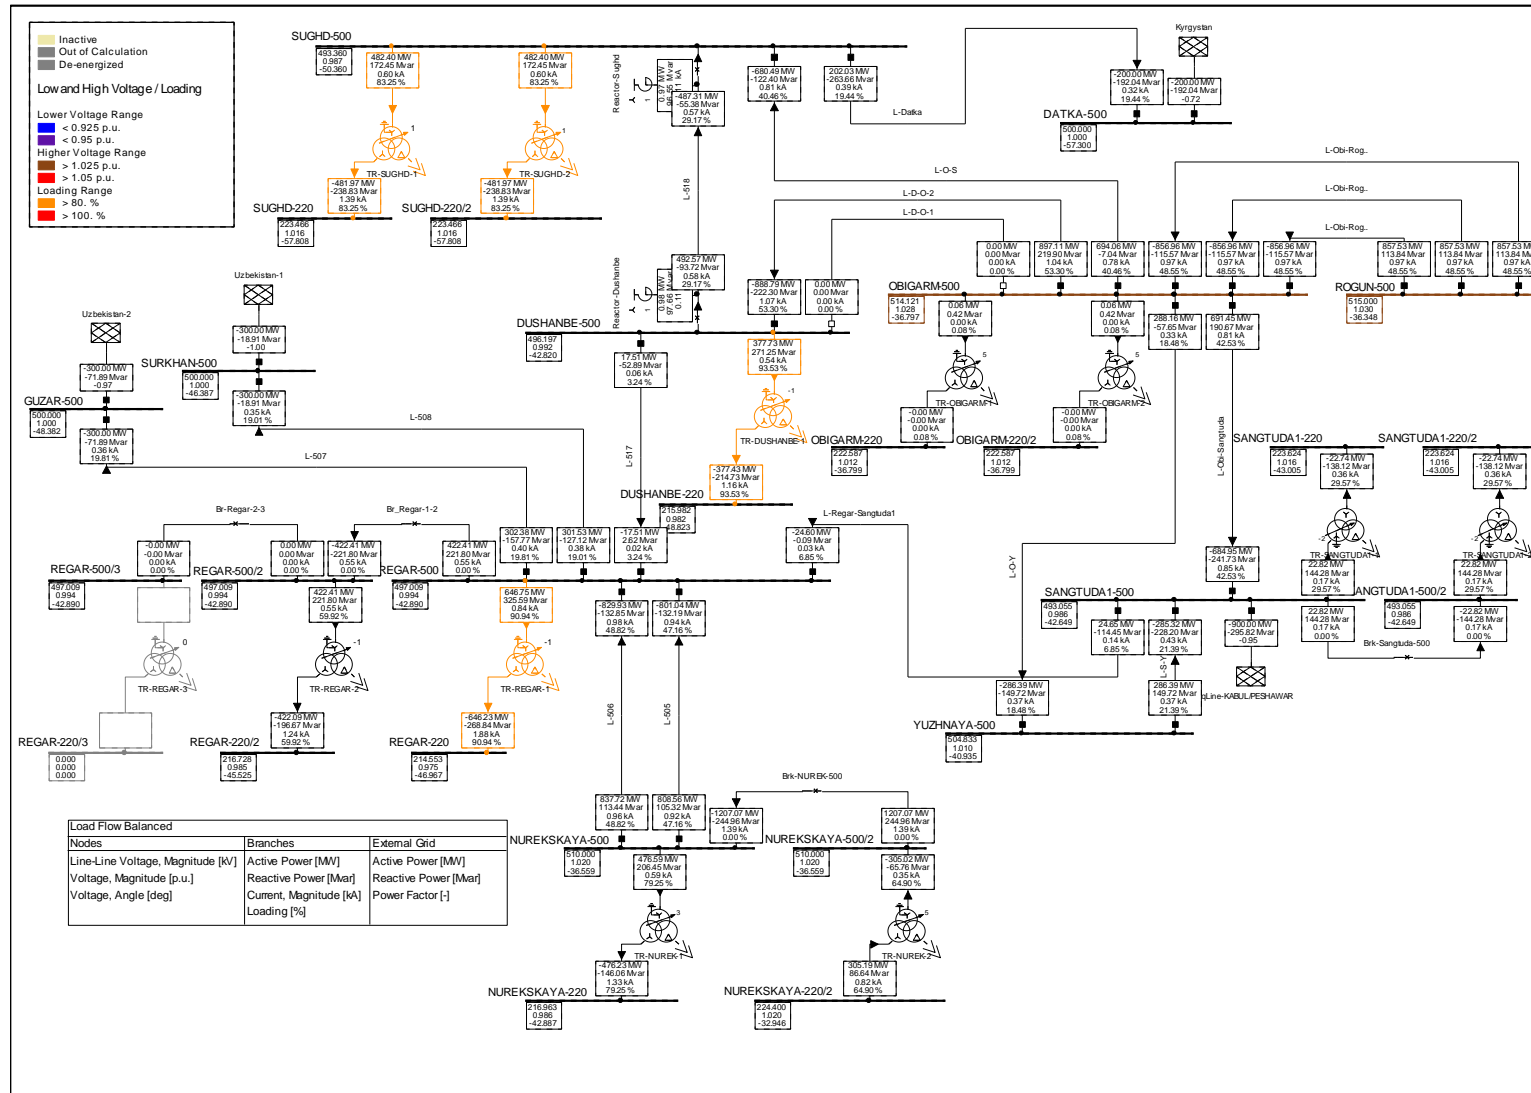 Inactive
Out of Calculation
De-energized
Low and High Voltage / Loading
Lower Voltage Range
< 0.925 p.u.
< 0.95 p.u.
Higher Voltage Range
> 1.025 p.u.
> 1.05 p.u.
Loading Range
> 80. %
> 100. %
SUGHD-500
493.360
0.987
-50.360
482.40 MW
172.45 Mvar
0.60 kA
83.25 %
482.40 MW
172.45 Mvar
0.60 kA
83.25 %
1
1
TR-SUGHD-1
TR-SUGHD-2
-481.97 MW
-238.83 Mvar
1.39 kA
83.25 %
-481.97 MW
-238.83 Mvar
1.39 kA
83.25 %
SUGHD-220
223.466
1.016
-57.808
SUGHD-220/2
223.466
1.016
-57.808
Reactor-Sughd
1
0.97 MW
96.55 Mvar
0.11 kA
-487.31 MW
-55.38 Mvar
0.57 kA
29.17 %
-680.49 MW
-122.40 Mvar
0.81 kA
40.46 %
202.03 MW
-263.66 Mvar
0.39 kA
19.44 %
L-Datka
Kyrgystan
-200.00 MW
-192.04 Mvar
0.32 kA
19.44 %
-200.00 MW
-192.04 Mvar
-0.72
DATKA-500
500.000
1.000
-57.300
L-518
L-O-S
L-D-O-2
L-D-O-1
L-Obi-Rog..
L-Obi-Rog..
L-Obi-Rog..
492.57 MW
-93.72 Mvar
0.58 kA
29.17 %
Reactor-Dushanbe
1
0.98 MW
97.66 Mvar
0.11
-888.79 MW
-222.30 Mvar
1.07 kA
53.30 %
0.00 MW
0.00 Mvar
0.00 kA
0.00 %
0.00 MW
0.00 Mvar
0.00 kA
0.00 %
897.11 MW
219.90 Mvar
1.04 kA
53.30 %
694.06 MW
-7.04 Mvar
0.78 kA
40.46 %
-856.96 MW
-115.57 Mvar
0.97 kA
48.55 %
-856.96 MW
-115.57 Mvar
0.97 kA
48.55 %
-856.96 MW
-115.57 Mvar
0.97 kA
48.55 %
857.53 MW
113.84 Mvar
0.97 kA
48.55 %
857.53 MW
113.84 Mvar
0.97 kA
48.55 %
857.53 MW
113.84 Mvar
0.97 kA
48.55 %
OBIGARM-500
514.121
1.028
-36.797
ROGUN-500
515.000
1.030
-36.348
Uzbekistan-1
-300.00 MW
-18.91 Mvar
-1.00
SURKHAN-500
500.000
1.000
-46.387
-300.00 MW
-18.91 Mvar
0.35 kA
19.01 %
Uzbekistan-2
-300.00 MW
-71.89 Mvar
-0.97
GUZAR-500
500.000
1.000
-48.382
-300.00 MW
-71.89 Mvar
0.36 kA
19.81 %
DUSHANBE-500
496.197
0.992
-42.820
17.51 MW
-52.89 Mvar
0.06 kA
3.24 %
377.73 MW
271.25 Mvar
0.54 kA
93.53 %
-1
TR-DUSHANBE-1
-377.43 MW
-214.73 Mvar
1.16 kA
93.53 %
DUSHANBE-220
215.982
0.982
-48.823
0.06 MW
0.42 Mvar
0.00 kA
0.08 %
0.06 MW
0.42 Mvar
0.00 kA
0.08 %
5
5
TR-OBIGARM-1
TR-OBIGARM-2
-0.00 MW
-0.00 Mvar
0.00 kA
0.08 %
-0.00 MW
-0.00 Mvar
0.00 kA
0.08 %
OBIGARM-220
222.587
1.012
-36.799
OBIGARM-220/2
222.587
1.012
-36.799
288.16 MW
-57.65 Mvar
0.33 kA
18.48 %
691.45 MW
190.67 Mvar
0.81 kA
42.53 %
L-Obi-Sangtuda
SANGTUDA1-220
223.624
1.016
-43.005
SANGTUDA1-220/2
223.624
1.016
-43.005
-22.74 MW
-138.12 Mvar
0.36 kA
29.57 %
-22.74 MW
-138.12 Mvar
0.36 kA
29.57 %
-2
-2
22.82 MW
144.28 Mvar
0.17 kA
29.57 %
22.82 MW
144.28 Mvar
0.17 kA
29.57 %
L-508
L-507
L-517
L-Regar-Sangtuda1
L-O-Y
Br-Regar-2-3
Br_Regar-1-2
-0.00 MW
-0.00 Mvar
0.00 kA
0.00 %
0.00 MW
0.00 Mvar
0.00 kA
0.00 %
-422.41 MW
-221.80 Mvar
0.55 kA
0.00 %
422.41 MW
221.80 Mvar
0.55 kA
0.00 %
302.38 MW
-157.77 Mvar
0.40 kA
19.81 %
301.53 MW
-127.12 Mvar
0.38 kA
19.01 %
-17.51 MW
2.62 Mvar
0.02 kA
3.24 %
-24.60 MW
-0.09 Mvar
0.03 kA
6.85 %
-684.95 MW
-241.73 Mvar
0.85 kA
42.53 %
REGAR-500/3
497.009
0.994
-42.890
REGAR-500/2
497.009
0.994
-42.890
REGAR-500
497.009
0.994
-42.890
422.41 MW
221.80 Mvar
0.55 kA
59.92 %
646.75 MW
325.59 Mvar
0.84 kA
90.94 %
-829.93 MW
-132.85 Mvar
0.98 kA
48.82 %
-801.04 MW
-132.19 Mvar
0.94 kA
47.16 %
0
-1
-1
TR-REGAR-3
TR-REGAR-2
TR-REGAR-1
-422.09 MW
-196.67 Mvar
1.24 kA
59.92 %
-646.23 MW
-268.84 Mvar
1.88 kA
90.94 %
REGAR-220/3
0.000
0.000
0.000
REGAR-220/2
216.728
0.985
-45.525
REGAR-220
214.553
0.975
-46.967
L-506
L-505
SANGTUDA1-500
493.055
0.986
-42.649
24.65 MW
-114.45 Mvar
0.14 kA
6.85 %
-285.32 MW
-228.20 Mvar
0.43 kA
21.39 %
-900.00 MW
-295.82 Mvar
-0.95
22.82 MW
144.28 Mvar
0.17 kA
0.00 %
ANGTUDA1-500/2
493.055
0.986
-42.649
-22.82 MW
-144.28 Mvar
0.17 kA
0.00 %
Brk-Sangtuda-500
L-S-Y
qLine-KABUL/PESHAWAR
-286.39 MW
-149.72 Mvar
0.37 kA
18.48 %
286.39 MW
149.72 Mvar
0.37 kA
21.39 %
YUZHNAYA-500
504.833
1.010
-40.935
Brk-NUREK-500
837.72 MW
113.44 Mvar
0.96 kA
48.82 %
808.56 MW
105.32 Mvar
0.92 kA
47.16 %
-1207.07 MW
-244.96 Mvar
1.39 kA
0.00 %
1207.07 MW
244.96 Mvar
1.39 kA
0.00 %
NUREKSKAYA-500
510.000
1.020
-36.559
NUREKSKAYA-500/2
510.000
1.020
-36.559
476.59 MW
206.45 Mvar
0.59 kA
79.25 %
-305.02 MW
-65.76 Mvar
0.35 kA
64.90 %
3
5
TR-NUREK-1
TR-NUREK-2
-476.23 MW
-146.06 Mvar
1.33 kA
79.25 %
305.19 MW
86.64 Mvar
0.82 kA
64.90 %
NUREKSKAYA-220
216.963
0.986
-42.887
NUREKSKAYA-220/2
224.400
1.020
-32.946
Load Flow Balanced
Nodes Branches External Grid
Line-Line Voltage, Magnitude [kV] Active Power [MW] Active Power [MW]
Voltage, Magnitude [p.u.] Reactive Power [Mvar] Reactive Power [Mvar]
Voltage, Angle [deg] Current, Magnitude [kA] Power Factor [-]
Loading [%]